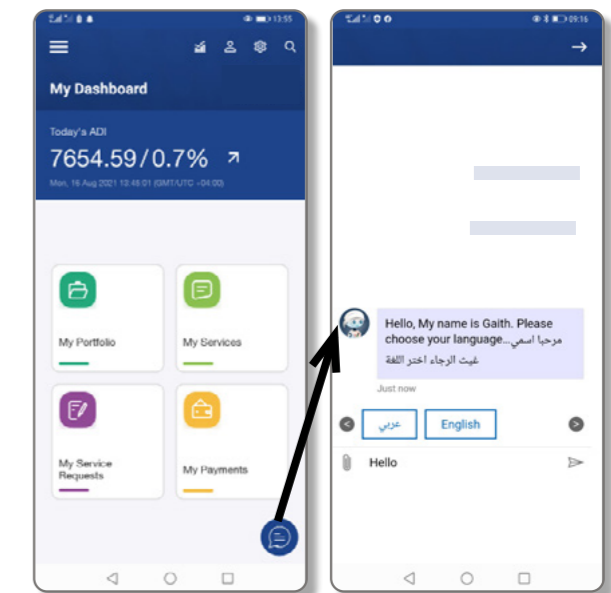 13:55
My Dashboard
Today's ADI
7654.59/0.7%
Mon, 16 Aug 2021 13:48:01 (GMT/UTC +04:00)
My Portfolio
My Services
My Service
Requests
My Payments
09:16
Hello, My name is Gaith. Please
choose your language...مرحبا اسمي
غيث الرجاء اختر اللغة
Just now
عربي
English
Hello